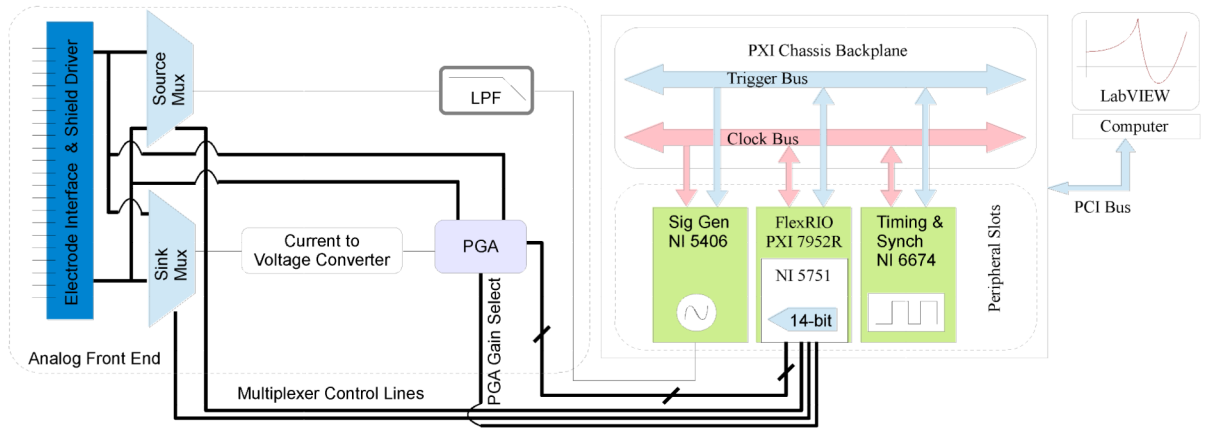 Electrode Interface & Shield Driver
Source
Mux
Sink
Mux
LPF
Current to
Voltage Converter
PGA
PGA Gain Select
Analog Front End
Multiplexer Control Lines
PXI Chassis Backplane
Trigger Bus
Clock Bus
Sig Gen
NI 5406
FlexRIO
PXI 7952R
NI 5751
14-bit
Timing &
Synch
NI 6674
Peripheral Slots
LabVIEW
Computer
PCI Bus